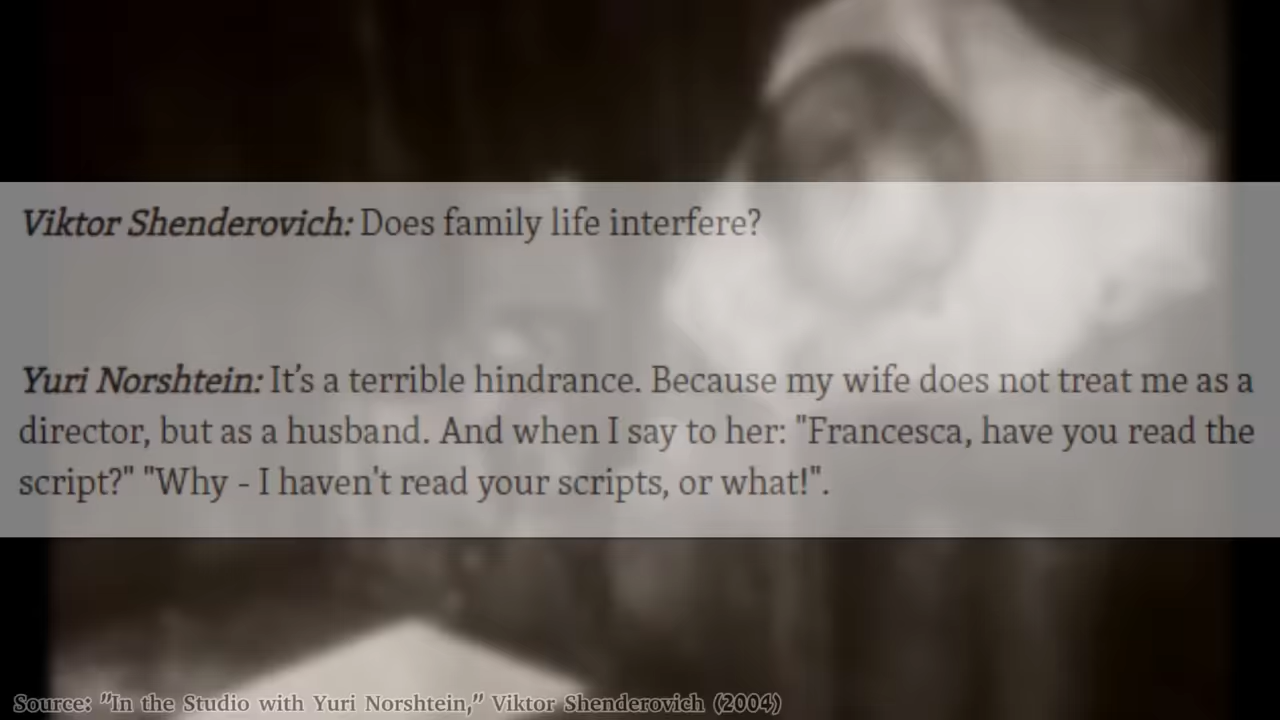 Viktor Shenderovich: Does family life interfere?
Yuri Norshtein: It's a terrible hindrance. Because my wife does not treat me as a
director, but as a husband. And when I say to her: "Francesca, have you read the
script?" "Why - I haven't read your scripts, or what!".
Source: "In the Studio with Yuri Norshtein," Viktor Shenderovich (2004)